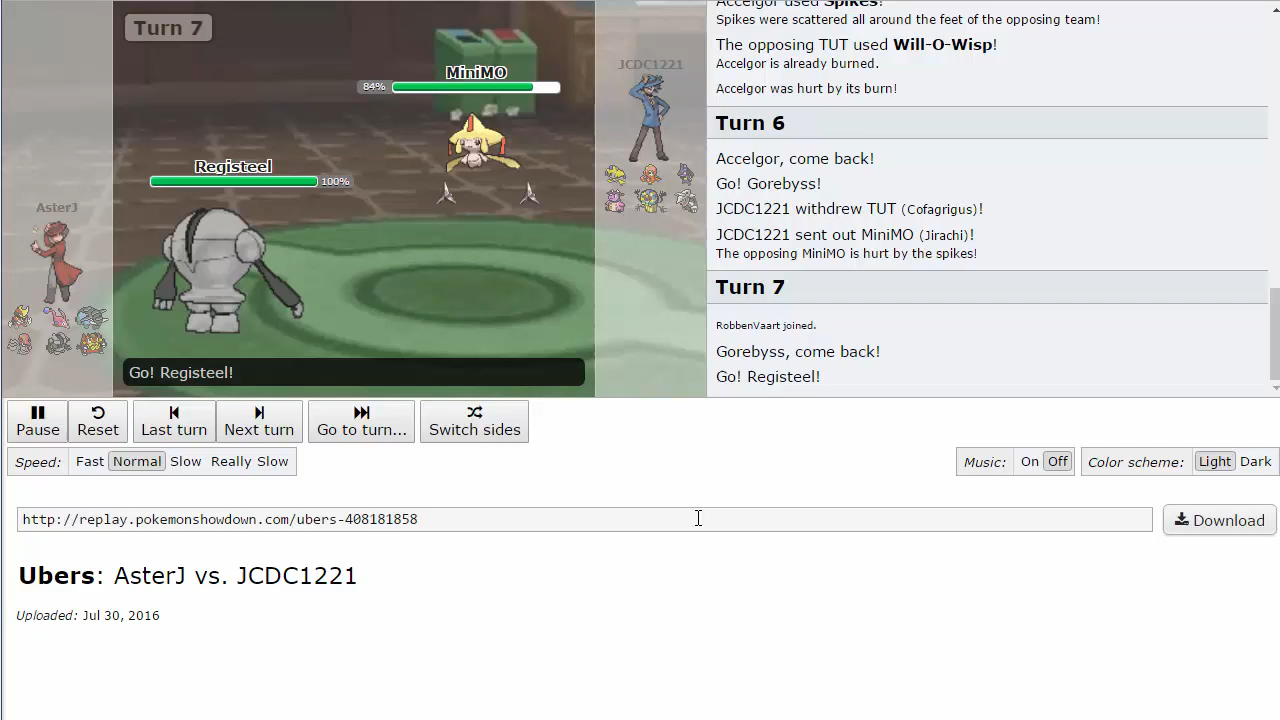 Turn 7
MiniMO
84%
Registeel
100%
AsterJ
JCDC1221
Go! Registeel!
Accelgor used Spikes!
Spikes were scattered all around the feet of the opposing team!
The opposing TUT used Will-O-Wisp!
Accelgor is already burned.
Accelgor was hurt by its burn!
Turn 6
Accelgor, come back!
Go! Gorebyss!
JCDC1221 withdrew TUT (Cofagrigus)!
JCDC1221 sent out MiniMO (Jirachi)!
The opposing MiniMO is hurt by the spikes!
Turn 7
RobbenVaart joined.
Gorebyss, come back!
Go! Registeel!
Pause Reset Last turn Next turn Go to turn... Switch sides
Speed: Fast Normal Slow Really Slow Music: On Off Color scheme: Light Dark
http://replay.pokemonshowdown.com/ubers-408181858 Download
Ubers: AsterJ vs. JCDC1221
Uploaded: Jul 30, 2016